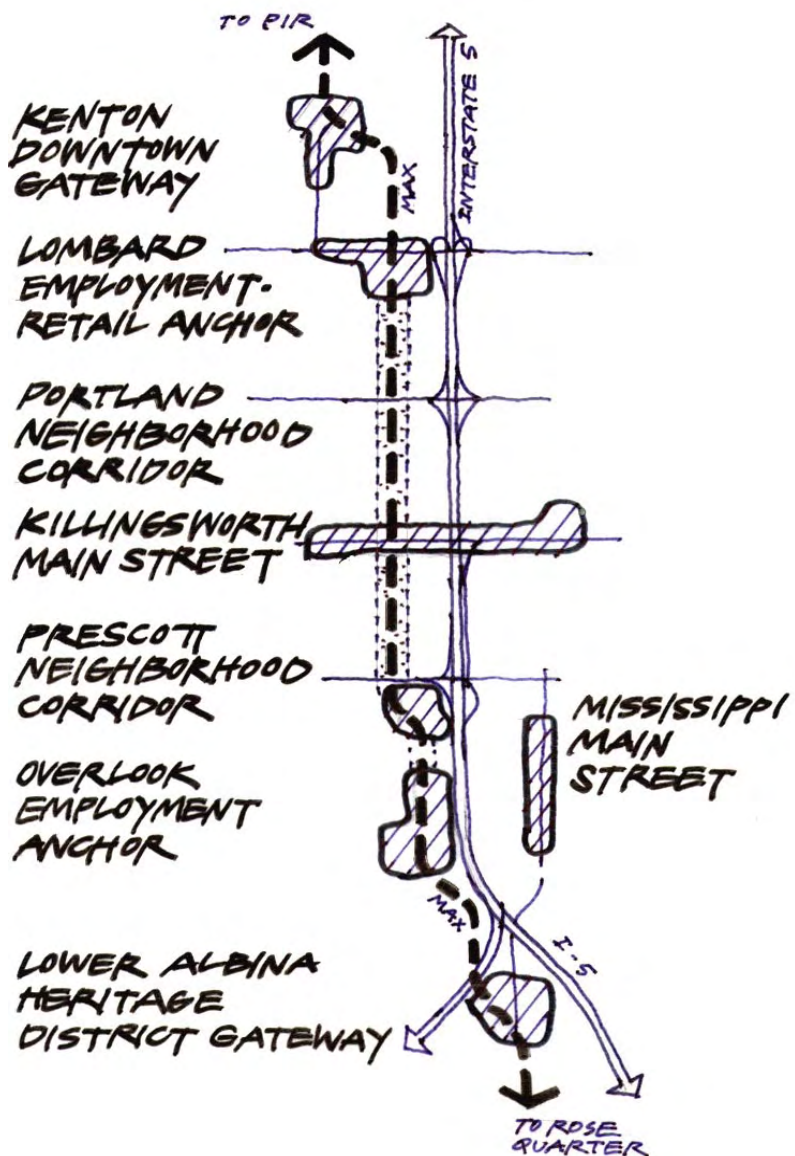 TO PIR
INTERSTATE 5
KENTON
DOWNTOWN
GATEWAY
MAX
LOMBARD
EMPLOYMENT-
RETAIL ANCHOR
PORTLAND
NEIGHBORHOOD
CORRIDOR
KILLINGSWORTH
MAIN STREET
PRESCOTT
NEIGHBORHOOD
CORRIDOR
MISSISSIPPI
MAIN
STREET
OVERLOOK
EMPLOYMENT
ANCHOR
MAX
I-5
LOWER ALBINA
HERITAGE
DISTRICT GATEWAY
TO ROSE
QUARTER